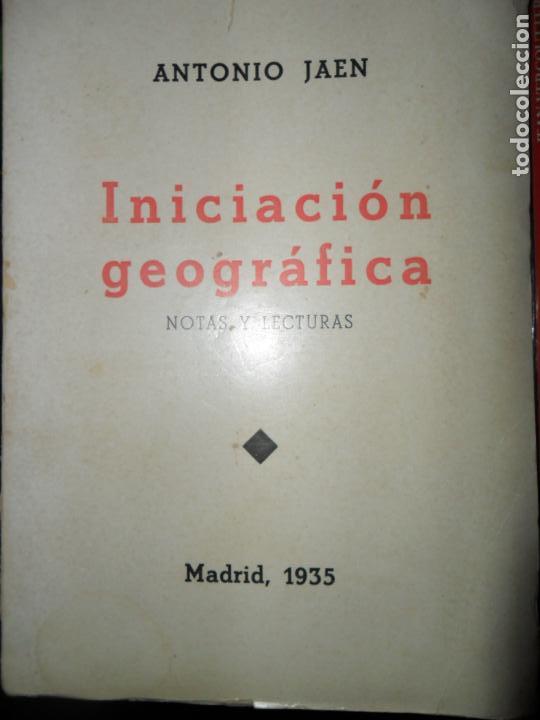 ANTONIO JAEN
Iniciación
geográfica
NOTAS Y LECTURAS
Madrid, 1935
todocoleccion